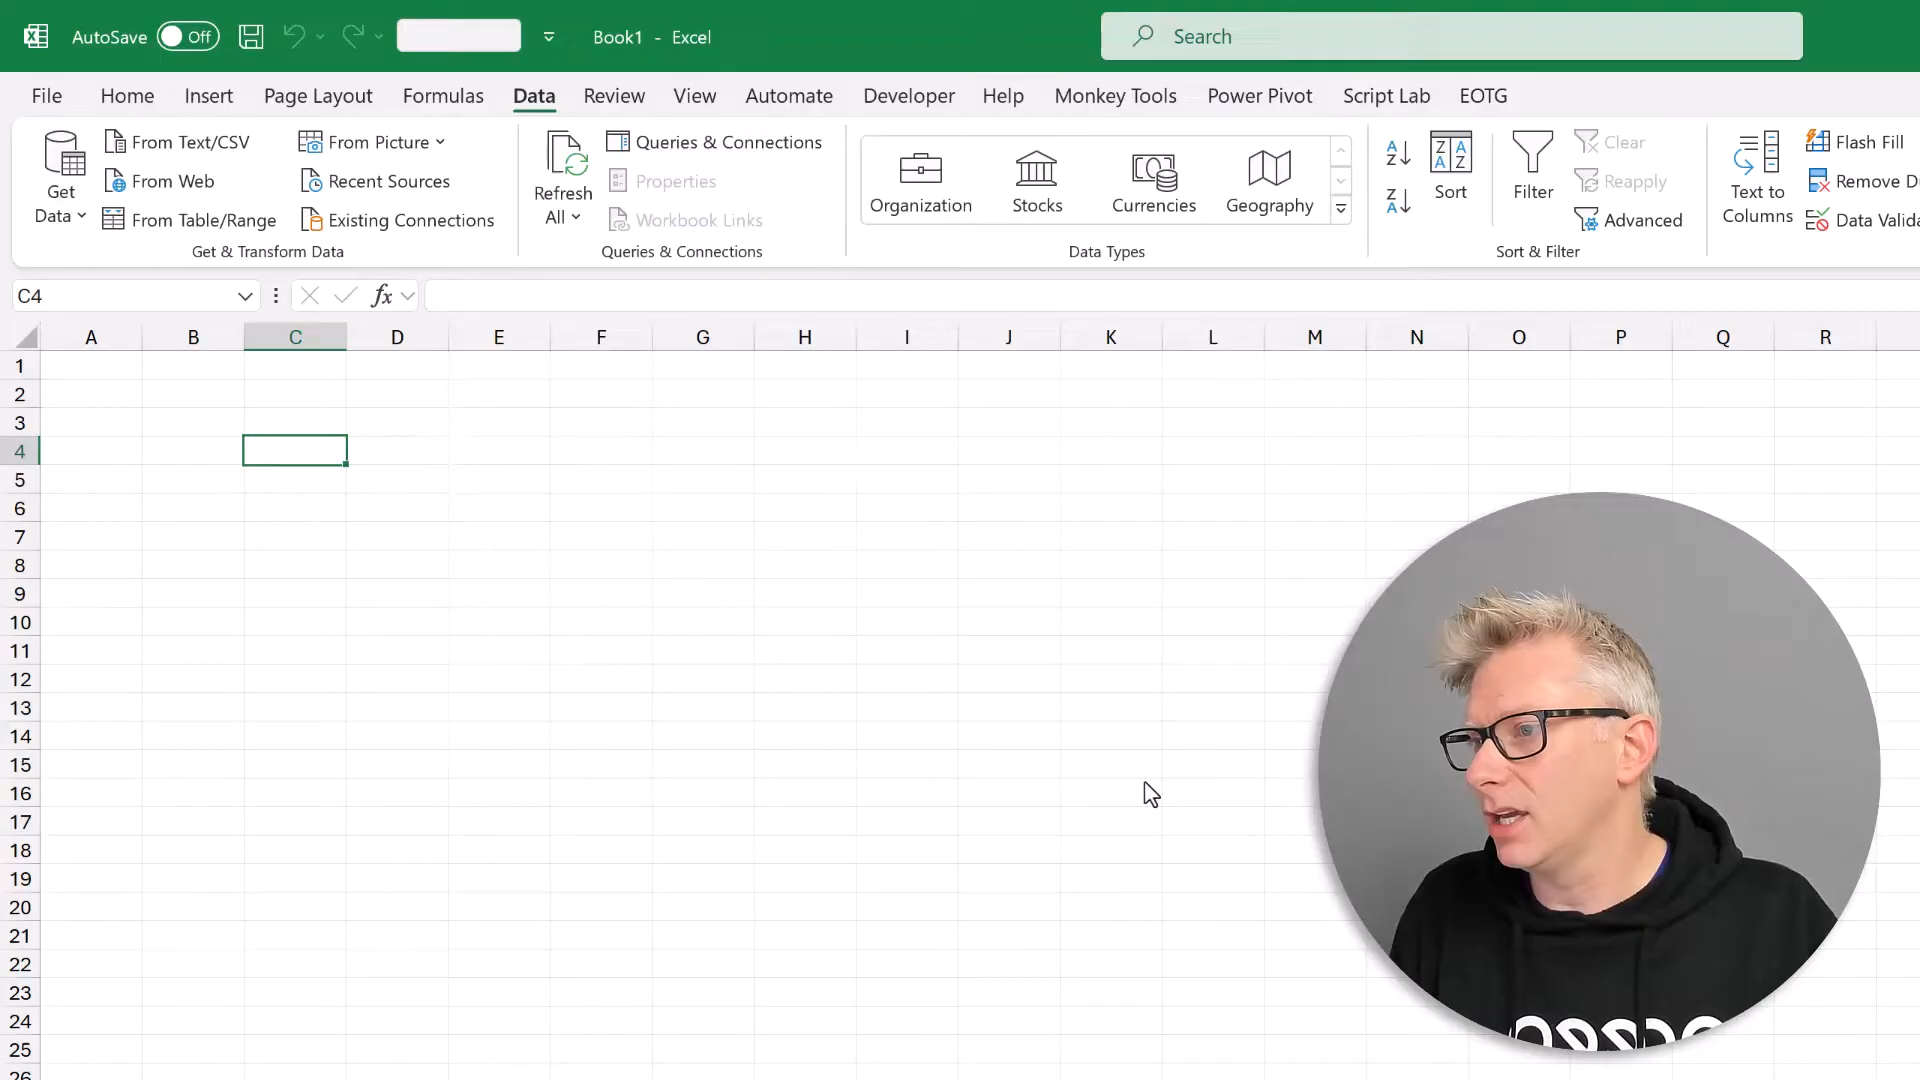 AutoSave Off Book1 - Excel Search
File Home Insert Page Layout Formulas Data Review View Automate Developer Help Monkey Tools Power Pivot Script Lab EOTG
Get Data
From Text/CSV
From Web
From Table/Range
From Picture
Recent Sources
Existing Connections
Get & Transform Data
Refresh All
Queries & Connections
Properties
Workbook Links
Queries & Connections
Organization Stocks Currencies Geography
Data Types
Sort
Filter
Clear
Reapply
Advanced
Sort & Filter
Text to Columns
Flash Fill
Remove
Data
C4
fx
A B C D E F G H I J K L M N O P Q R
1
2
3
4
5
6
7
8
9
10
11
12
13
14
15
16
17
18
19
20
21
22
23
24
25
26